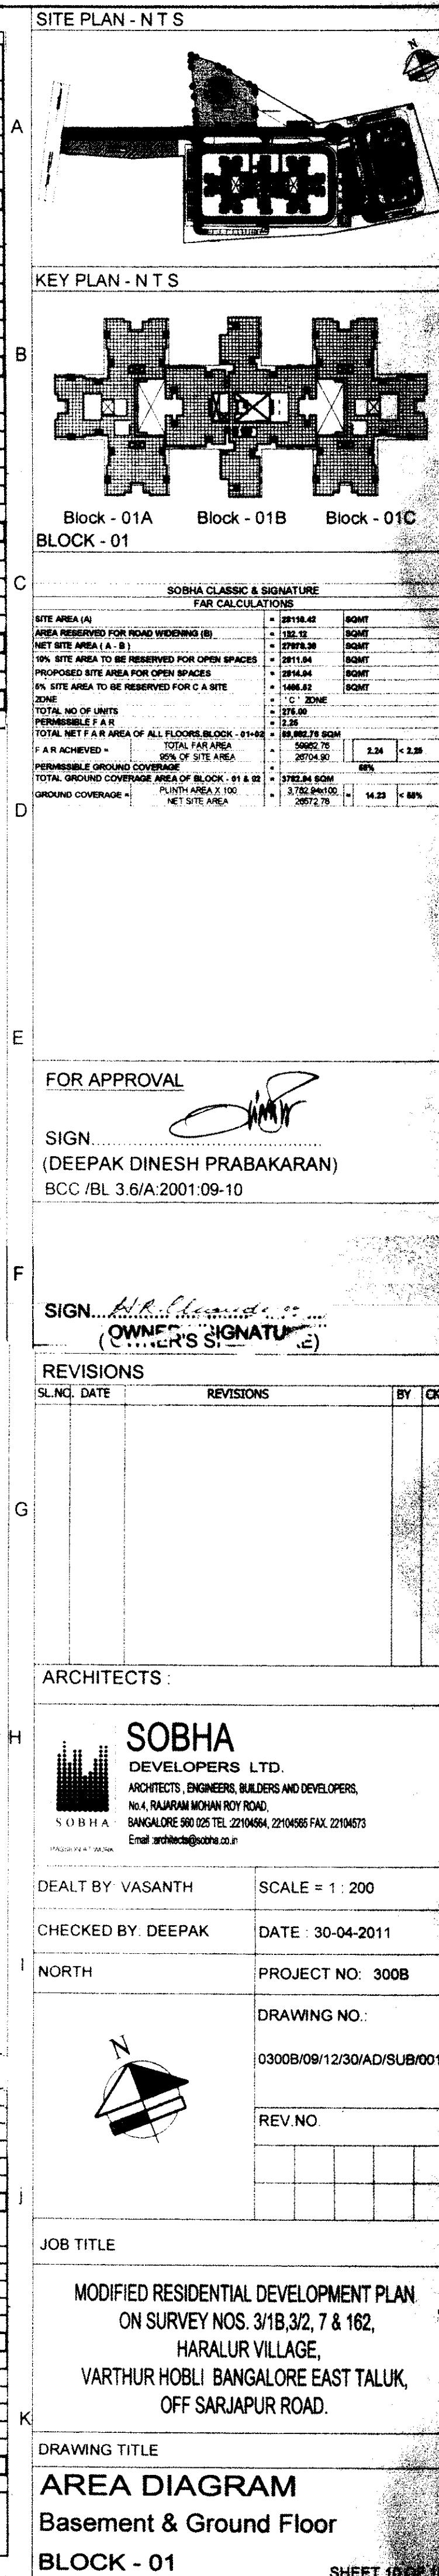 SITE PLAN - N T S
N
A
KEY PLAN - N T S
B
Block - 01A Block - 01B Block - 01C
BLOCK - 01
C
SOBHA CLASSIC & SIGNATURE
FAR CALCULATIONS
SITE AREA (A) = 28110.42 SQMT
AREA RESERVED FOR ROAD WIDENING (B) = 132.12 SQMT
NET SITE AREA ( A - B ) = SQMT
10% SITE AREA TO BE RESERVED FOR OPEN SPACES = 2811.04 SQMT
PROPOSED SITE AREA FOR OPEN SPACES = 2814.04 SQMT
5% SITE AREA TO BE RESERVED FOR C A SITE = SQMT
ZONE = ' C ' ZONE
TOTAL NO OF UNITS = 276.00
PERMISSIBLE F A R = 2.25
TOTAL NET F A R AREA OF ALL FLOORS.BLOCK - 01+02 = SQM
F A R ACHIEVED = TOTAL FAR AREA = 59962.76 2.24 < 2.25
95% OF SITE AREA 26704.90
PERMISSIBLE GROUND COVERAGE =
TOTAL GROUND COVERAGE AREA OF BLOCK - 01 & 02 = 3782.94 SQM
GROUND COVERAGE = PLINTH AREA X 100 = 3,782.94x100 = 14.23
NET SITE AREA 26572.78
D
E
FOR APPROVAL
SIGN
(DEEPAK DINESH PRABAKARAN)
BCC /BL 3.6/A:2001:09-10
F
SIGN
(OWNER'S SIGNATURE)
REVISIONS
SL.NO. DATE REVISIONS BY CK
G
ARCHITECTS :
H
SOBHA
DEVELOPERS LTD.
ARCHITECTS , ENGINEERS, BUILDERS AND DEVELOPERS,
No.4, RAJARAM MOHAN ROY ROAD,
SOBHA
BANGALORE 560 025 TEL :22104564, 22104565 FAX. 22104573
PASSION AT WORK
Email :architects@sobha.co.in
DEALT BY: VASANTH SCALE = 1 : 200
CHECKED BY: DEEPAK DATE : 30-04-2011
I
NORTH PROJECT NO: 300B
DRAWING NO.:
N
0300B/09/12/30/AD/SUB/001
REV.NO.
J
JOB TITLE
MODIFIED RESIDENTIAL DEVELOPMENT PLAN
ON SURVEY NOS. 3/1B,3/2, 7 & 162,
HARALUR VILLAGE,
VARTHUR HOBLI BANGALORE EAST TALUK,
OFF SARJAPUR ROAD.
K
DRAWING TITLE
AREA DIAGRAM
Basement & Ground Floor
BLOCK - 01
SHEET 10 OF